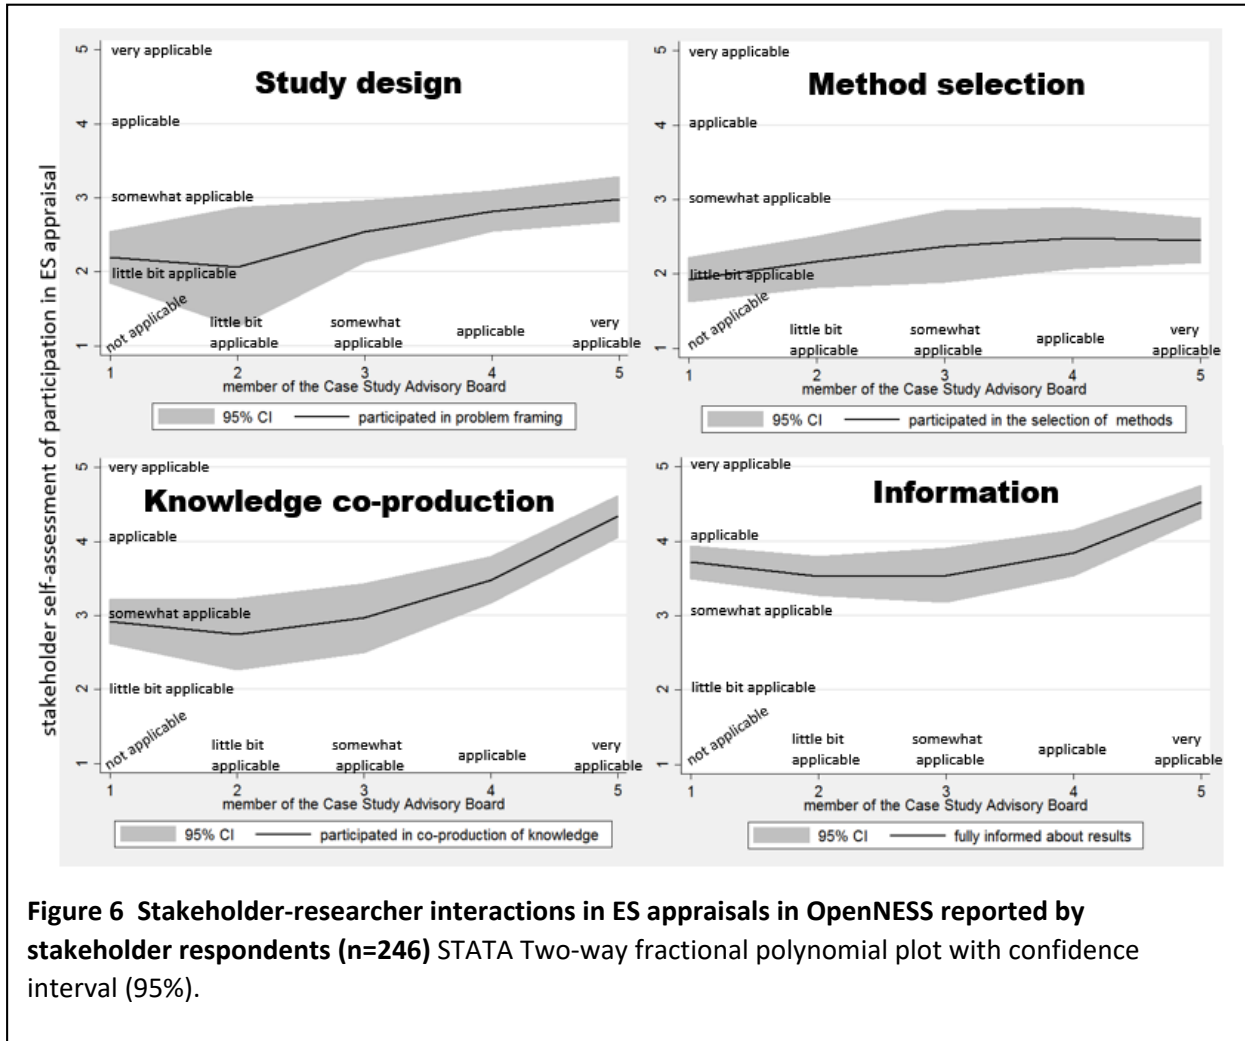 stakeholder self-assessment of participation in ES appraisal
Study design
5
4
3
2
1
very applicable
applicable
somewhat applicable
little bit applicable
not applicable
little bit
applicable
somewhat
applicable
applicable
very
applicable
1 2 3 4 5
member of the Case Study Advisory Board
95% CI participated in problem framing
Method selection
5
4
3
2
1
very applicable
applicable
somewhat applicable
little bit applicable
not applicable
little bit
applicable
somewhat
applicable
applicable
very
applicable
1 2 3 4 5
member of the Case Study Advisory Board
95% CI participated in the selection of methods
Knowledge co-production
5
4
3
2
1
very applicable
applicable
somewhat applicable
little bit applicable
not applicable
little bit
applicable
somewhat
applicable
applicable
very
applicable
1 2 3 4 5
member of the Case Study Advisory Board
95% CI participated in co-production of knowledge
Information
5
4
3
2
1
very applicable
applicable
somewhat applicable
little bit applicable
not applicable
little bit
applicable
somewhat
applicable
applicable
very
applicable
1 2 3 4 5
member of the Case Study Advisory Board
95% CI fully informed about results
Figure 6 Stakeholder-researcher interactions in ES appraisals in OpenNESS reported by
stakeholder respondents (n=246) STATA Two-way fractional polynomial plot with confidence
interval (95%).